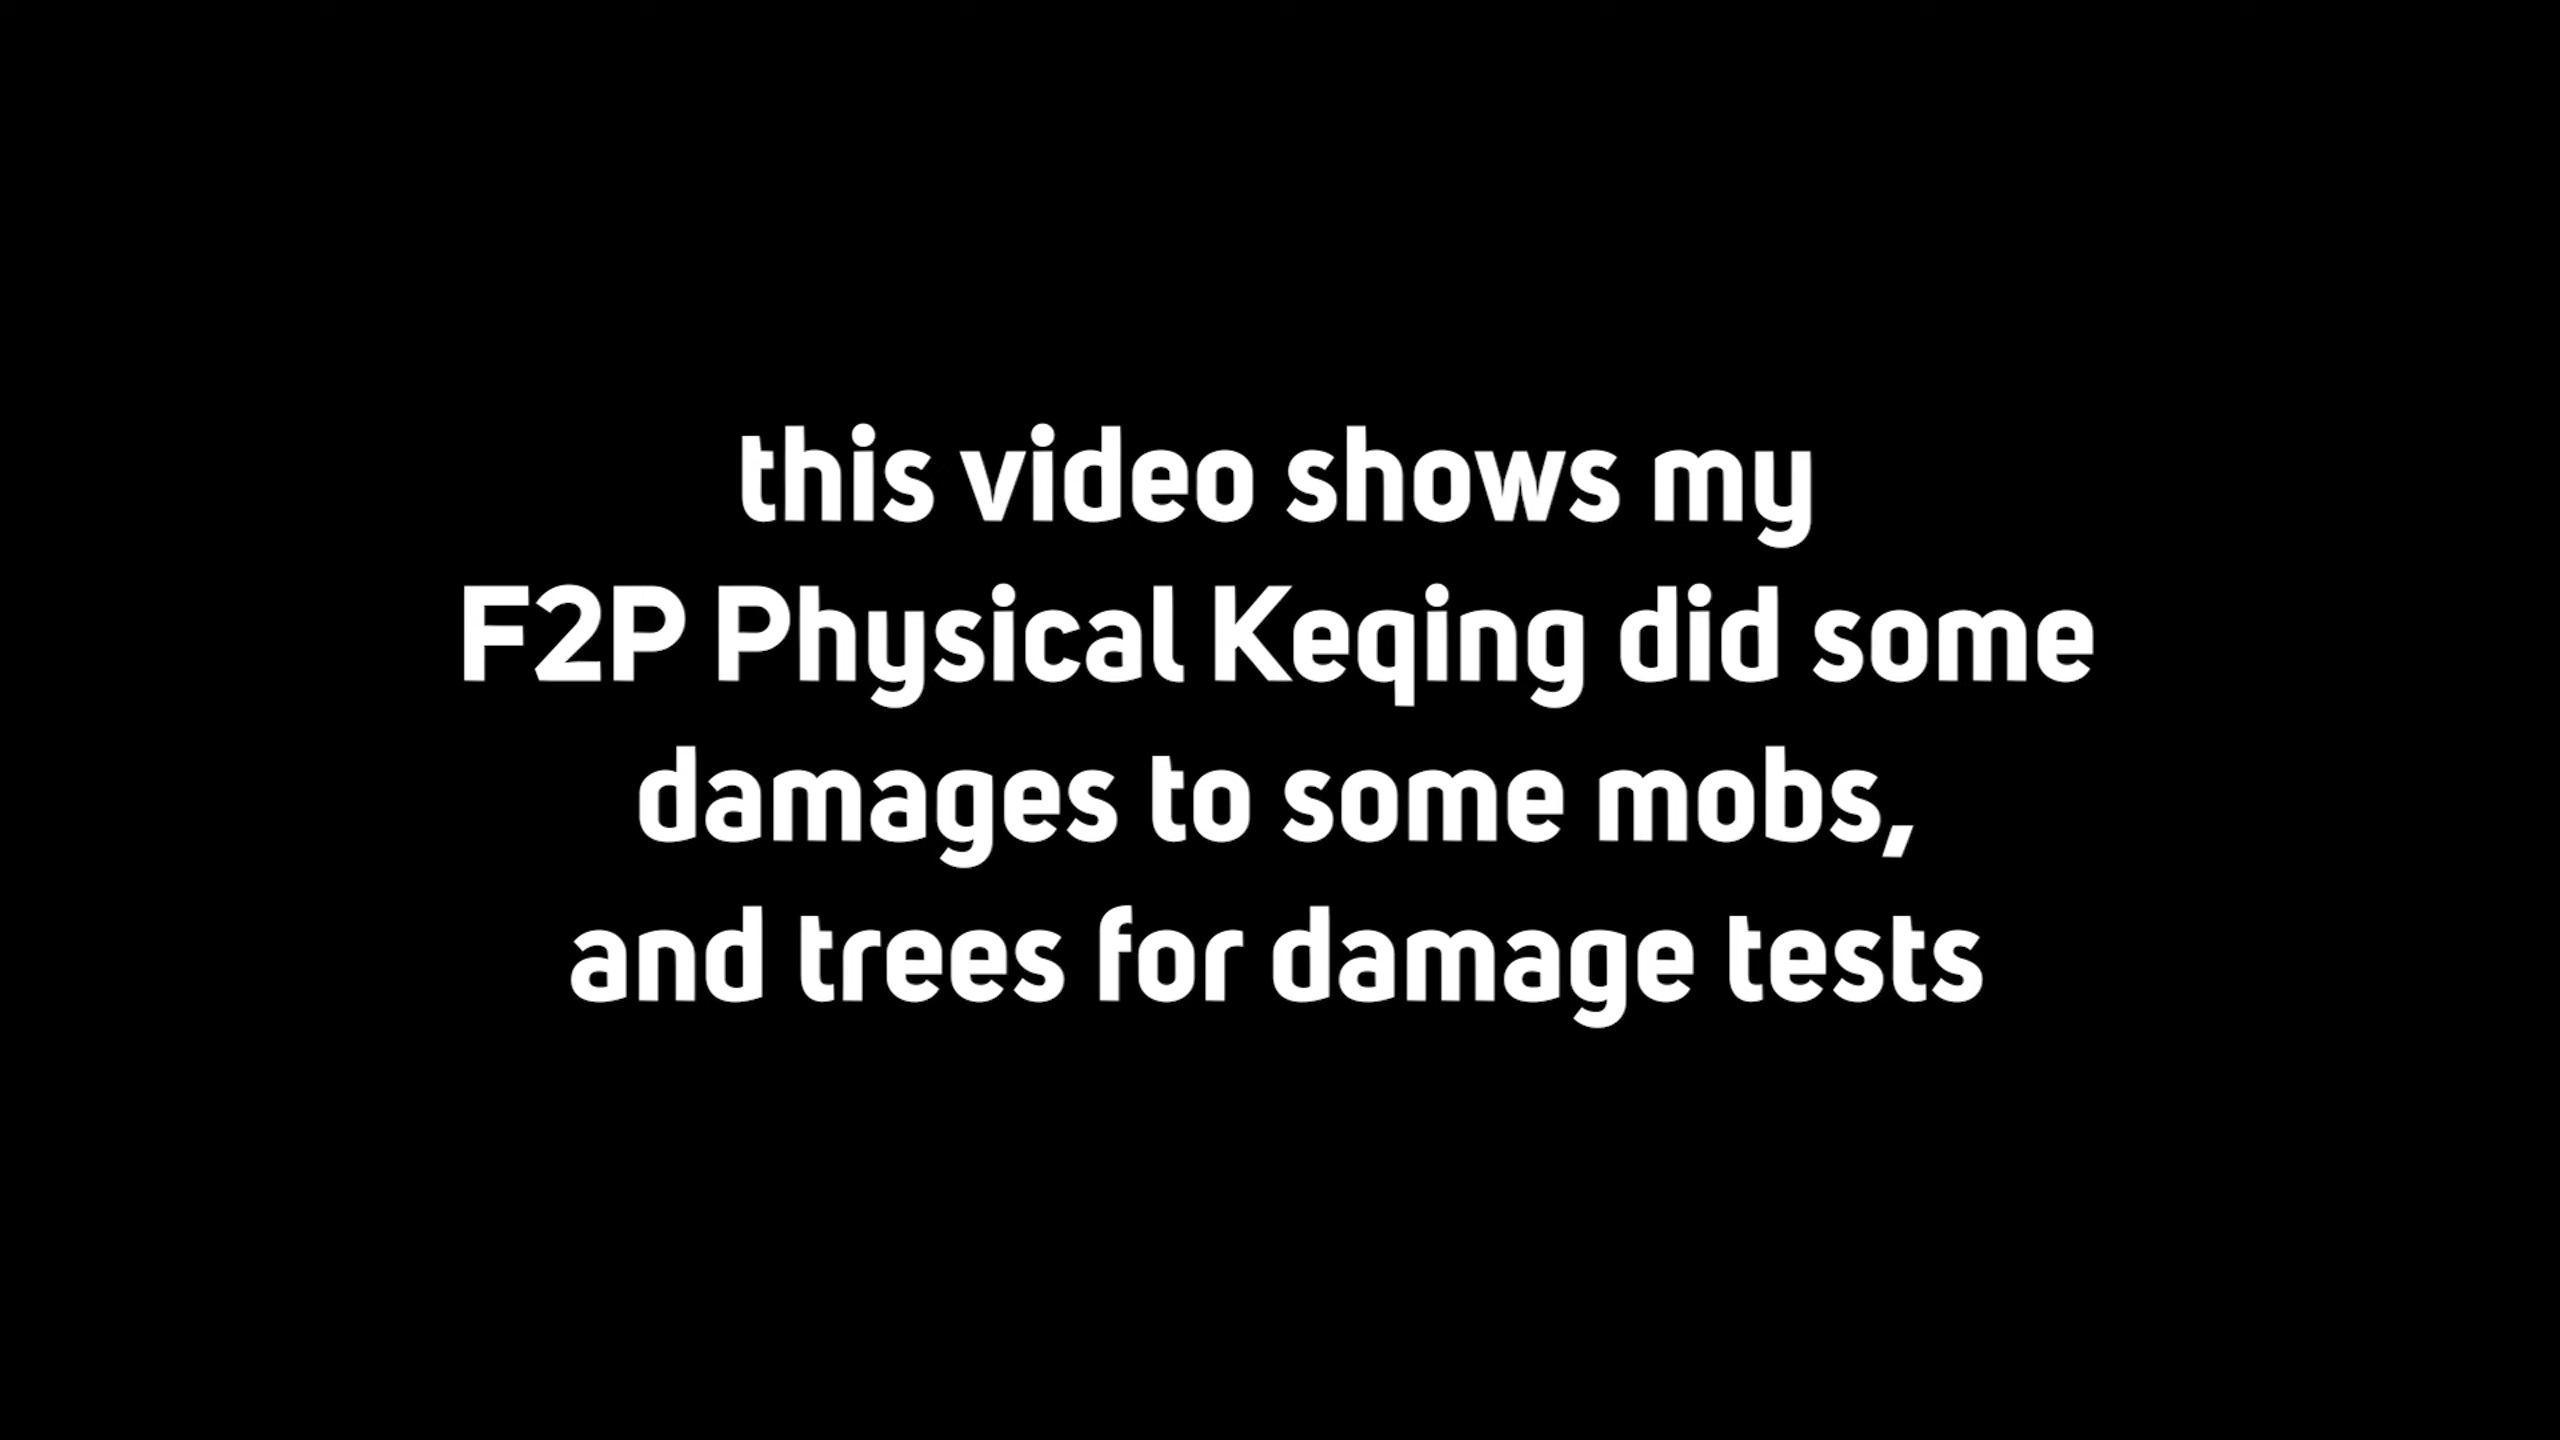 this video shows my
F2P Physical Keqing did some
damages to some mobs,
and trees for damage tests